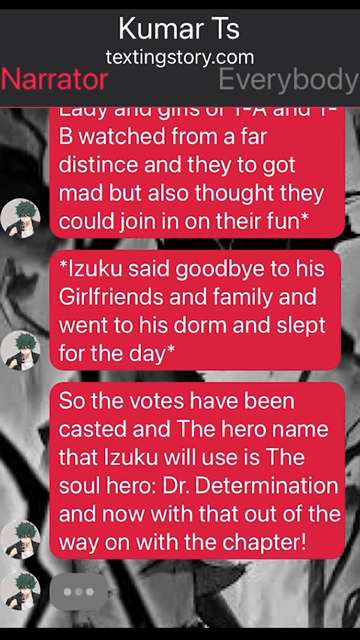 Kumar Ts
textingstory.com
Narrator
Everybody
Lady and girls of 1-A and 1-
B watched from a far
distince and they to got
mad but also thought they
could join in on their fun*
*Izuku said goodbye to his
Girlfriends and family and
went to his dorm and slept
for the day*
So the votes have been
casted and The hero name
that Izuku will use is The
soul hero: Dr. Determination
and now with that out of the
way on with the chapter!